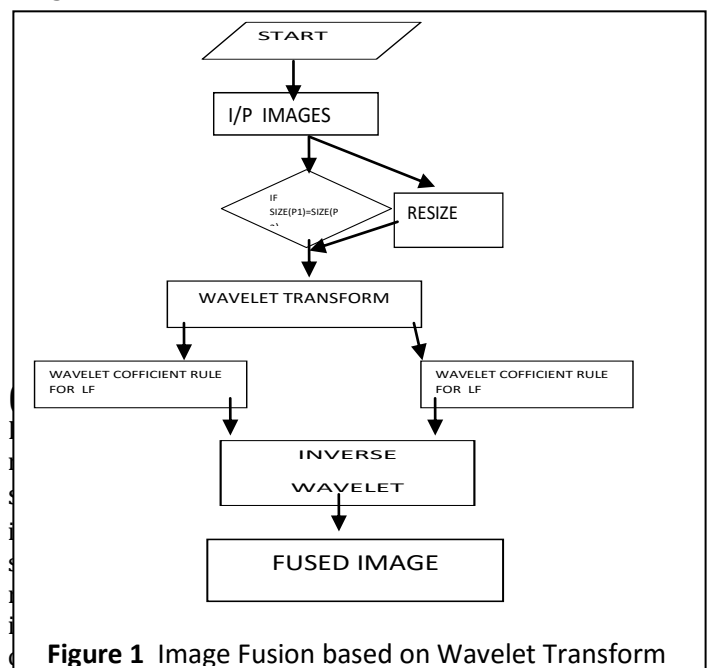 START
I/P IMAGES
IF
SIZE(P1)=SIZE(P
RESIZE
WAVELET TRANSFORM
WAVELET COFFICIENT RULE
FOR LF
WAVELET COFFICIENT RULE
FOR LF
INVERSE
WAVELET
FUSED IMAGE
Figure 1 Image Fusion based on Wavelet Transform